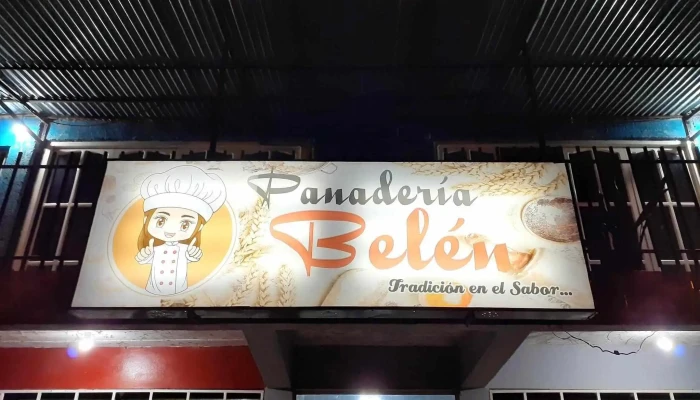 Panadería
Belén
Tradición en el Sabor...